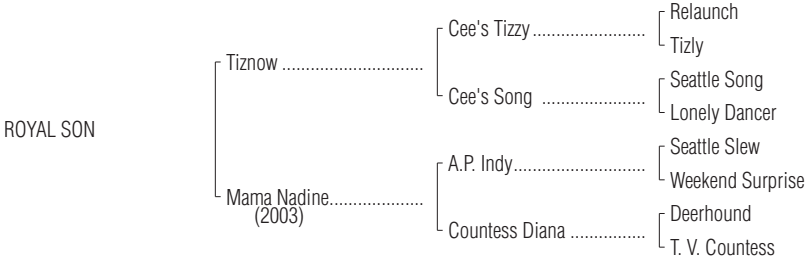 Relaunch
Cee's Tizzy........................
Tizly
Tiznow ..............................
Seattle Song
Cee's Song ......................
Lonely Dancer
ROYAL SON
Seattle Slew
A.P. Indy............................
Weekend Surprise
Mama Nadine....................
(2003)
Deerhound
Countess Diana ................
T. V. Countess